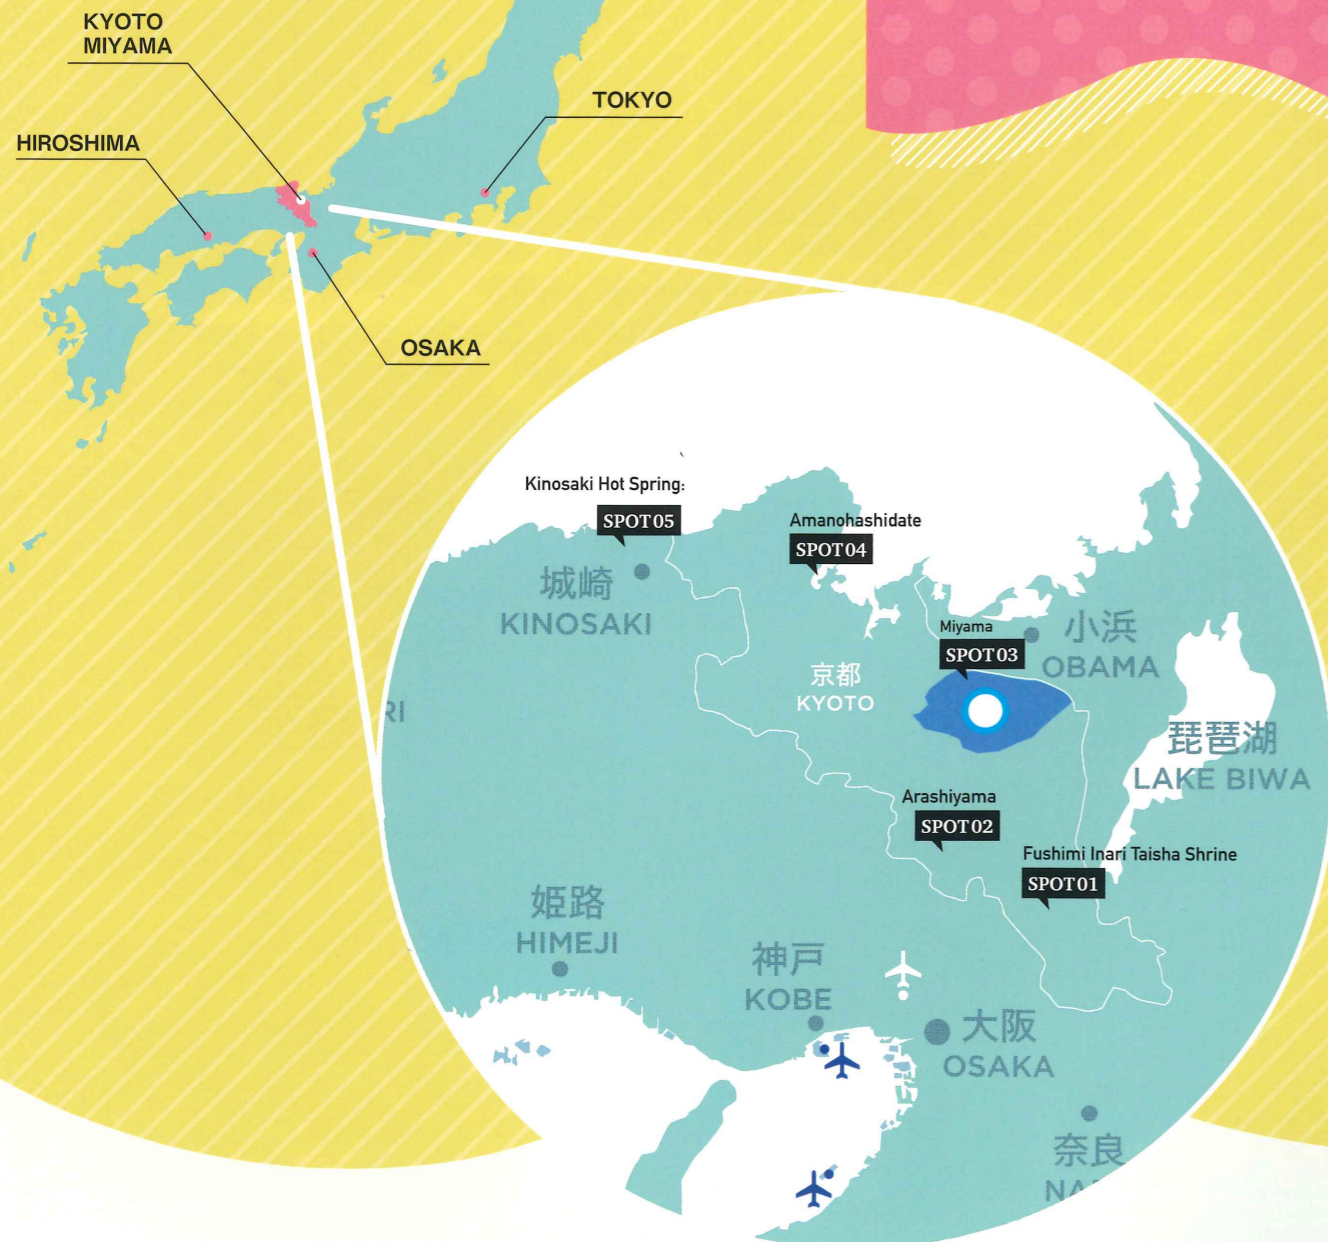 KYOTO
MIYAMA
TOKYO
HIROSHIMA
OSAKA
Kinosaki Hot Spring:
SPOT05
Amanohashidate
SPOT04
城崎
KINOSAKI
Miyama
SPOT03
小浜
OBAMA
京都
KYOTO
RI
琵琶湖
LAKE BIWA
Arashiyama
SPOT02
Fushimi Inari Taisha Shrine
SPOT01
姫路
HIMEJI
神戸
KOBE
大阪
OSAKA
奈良
NA